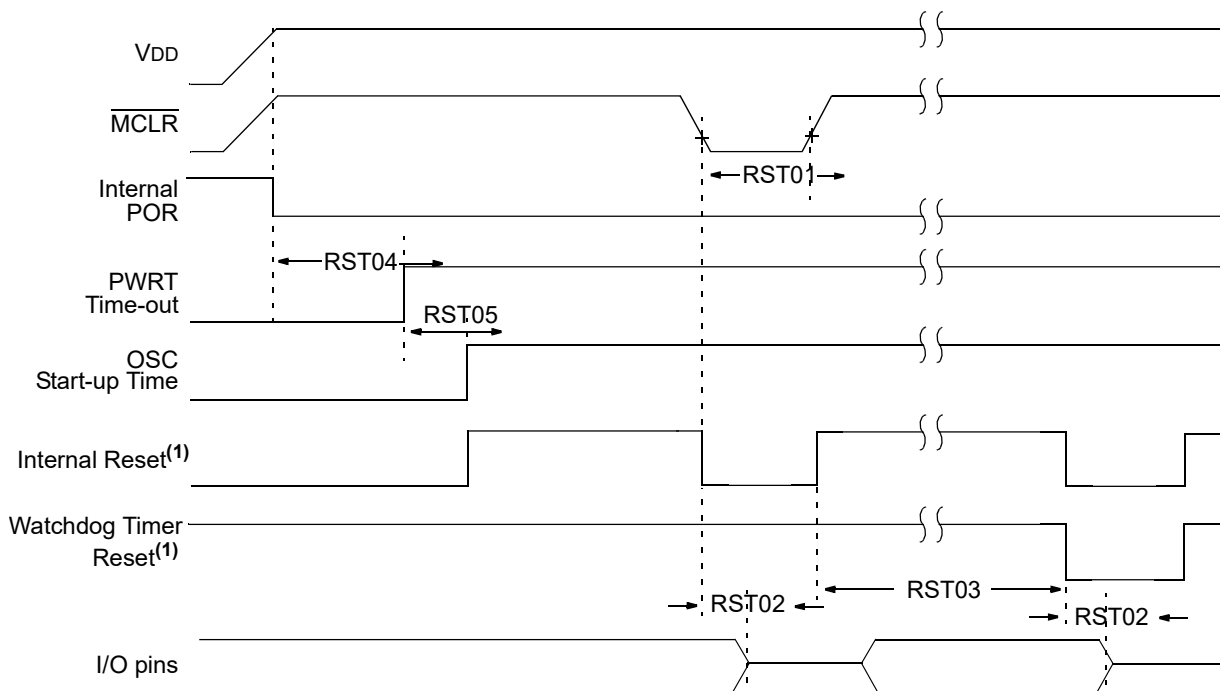 VDD
MCLR
RST01
Internal
POR
RST04
PWRT
Time-out
RST05
OSC
Start-up Time
Internal Reset(1)
Watchdog Timer
Reset(1)
RST03
RST02
RST02
I/O pins